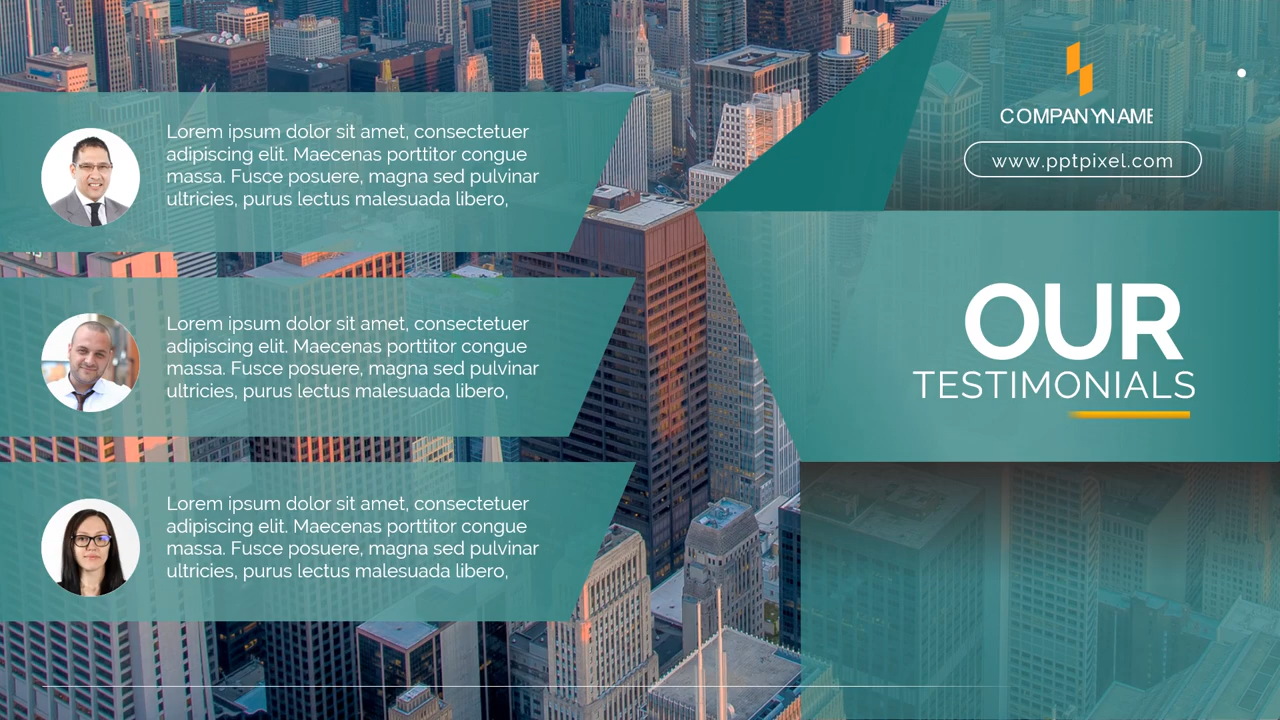 Lorem ipsum dolor sit amet, consectetuer
adipiscing elit. Maecenas porttitor congue
massa. Fusce posuere, magna sed pulvinar
ultricies, purus lectus malesuada libero,
Lorem ipsum dolor sit amet, consectetuer
adipiscing elit. Maecenas porttitor congue
massa. Fusce posuere, magna sed pulvinar
ultricies, purus lectus malesuada libero,
Lorem ipsum dolor sit amet, consectetuer
adipiscing elit. Maecenas porttitor congue
massa. Fusce posuere, magna sed pulvinar
ultricies, purus lectus malesuada libero,
COMPANYNAME
www.pptpixel.com
OUR
TESTIMONIALS